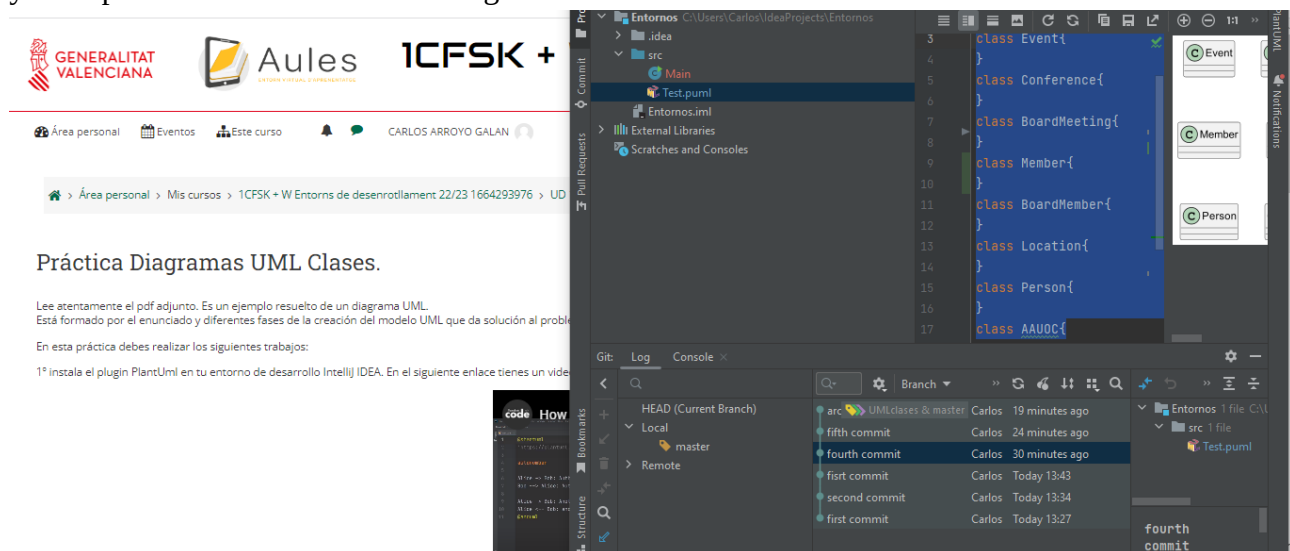 GENERALITAT
VALENCIANA
Aules
1CFSK +
Área personal
Eventos
Este curso
CARLOS ARROYO GALAN
> Área personal > Mis cursos > 1CFSK + W Entorns de desenrotllament 22/23 1664293976 > UD
Práctica Diagramas UML Clases.
Lee atentamente el pdf adjunto. Es un ejemplo resuelto de un diagrama UML.
Está formado por el enunciado y diferentes fases de la creación del modelo UML que da solución al proble
En esta práctica debes realizar los siguientes trabajos:
1º instala el plugin PlantUml en tu entorno de desarrollo IntelliJ IDEA. En el siguiente enlace tienes un vide
code How
Entornos C:\Users\Carlos\IdeaProjects\Entornos
.idea
src
Main
Test.puml
Entornos.iml
External Libraries
Scratches and Consoles
Commit
Pull Requests
Bookmarks
Structure
1:1
3 class Event{
4 }
5 class Conference{
6 }
7 class BoardMeeting{
8 }
9 class Member{
10 }
11 class BoardMember{
12 }
13 class Location{
14 }
15 class Person{
16 }
17 class AAUOC{
C Event
C Member
C Person
PlantUML
Notifications
Git: Log Console
Branch
HEAD (Current Branch)
Local
master
Remote
arc UMLclases & master Carlos 19 minutes ago
fifth commit Carlos 24 minutes ago
fourth commit Carlos 30 minutes ago
fisrt commit Carlos Today 13:43
second commit Carlos Today 13:34
first commit Carlos Today 13:27
Entornos 1 file C:\U
src 1 file
Test.puml
fourth
commit